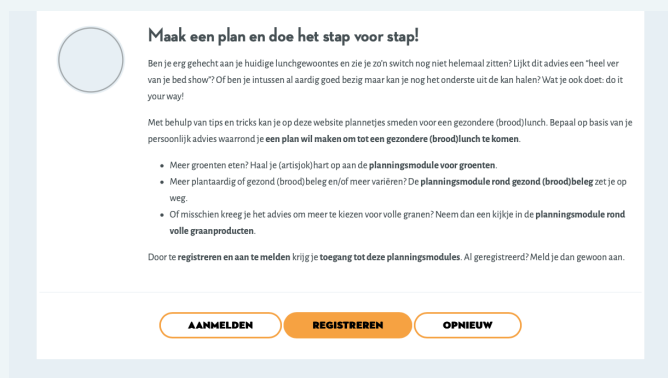 Maak een plan en doe het stap voor stap!
Ben je erg gehecht aan je huidige lunchgewoontes en zie je zo'n switch nog niet helemaal zitten? Lijkt dit advies een "heel ver
van je bed show"? Of ben je intussen al aardig goed bezig maar kan je nog het onderste uit de kan halen? Wat je ook doet: do it
your way!
Met behulp van tips en tricks kan je op deze website plannetjes smeden voor een gezondere (brood)lunch. Bepaal op basis van je
persoonlijk advies waarrond je een plan wil maken om tot een gezondere (brood)lunch te komen.
• Meer groenten eten? Haal je (artisjok)hart op aan de planningsmodule voor groenten.
• Meer plantaardig of gezond (brood)beleg en/of meer variëren? De planningsmodule rond gezond (brood)beleg zet je op
weg.
• Of misschien kreeg je het advies om meer te kiezen voor volle granen? Neem dan een kijkje in de planningsmodule rond
volle graanproducten.
Door te registreren en aan te melden krijg je toegang tot deze planningsmodules. Al geregistreerd? Meld je dan gewoon aan.
AANMELDEN REGISTREREN OPNIEUW